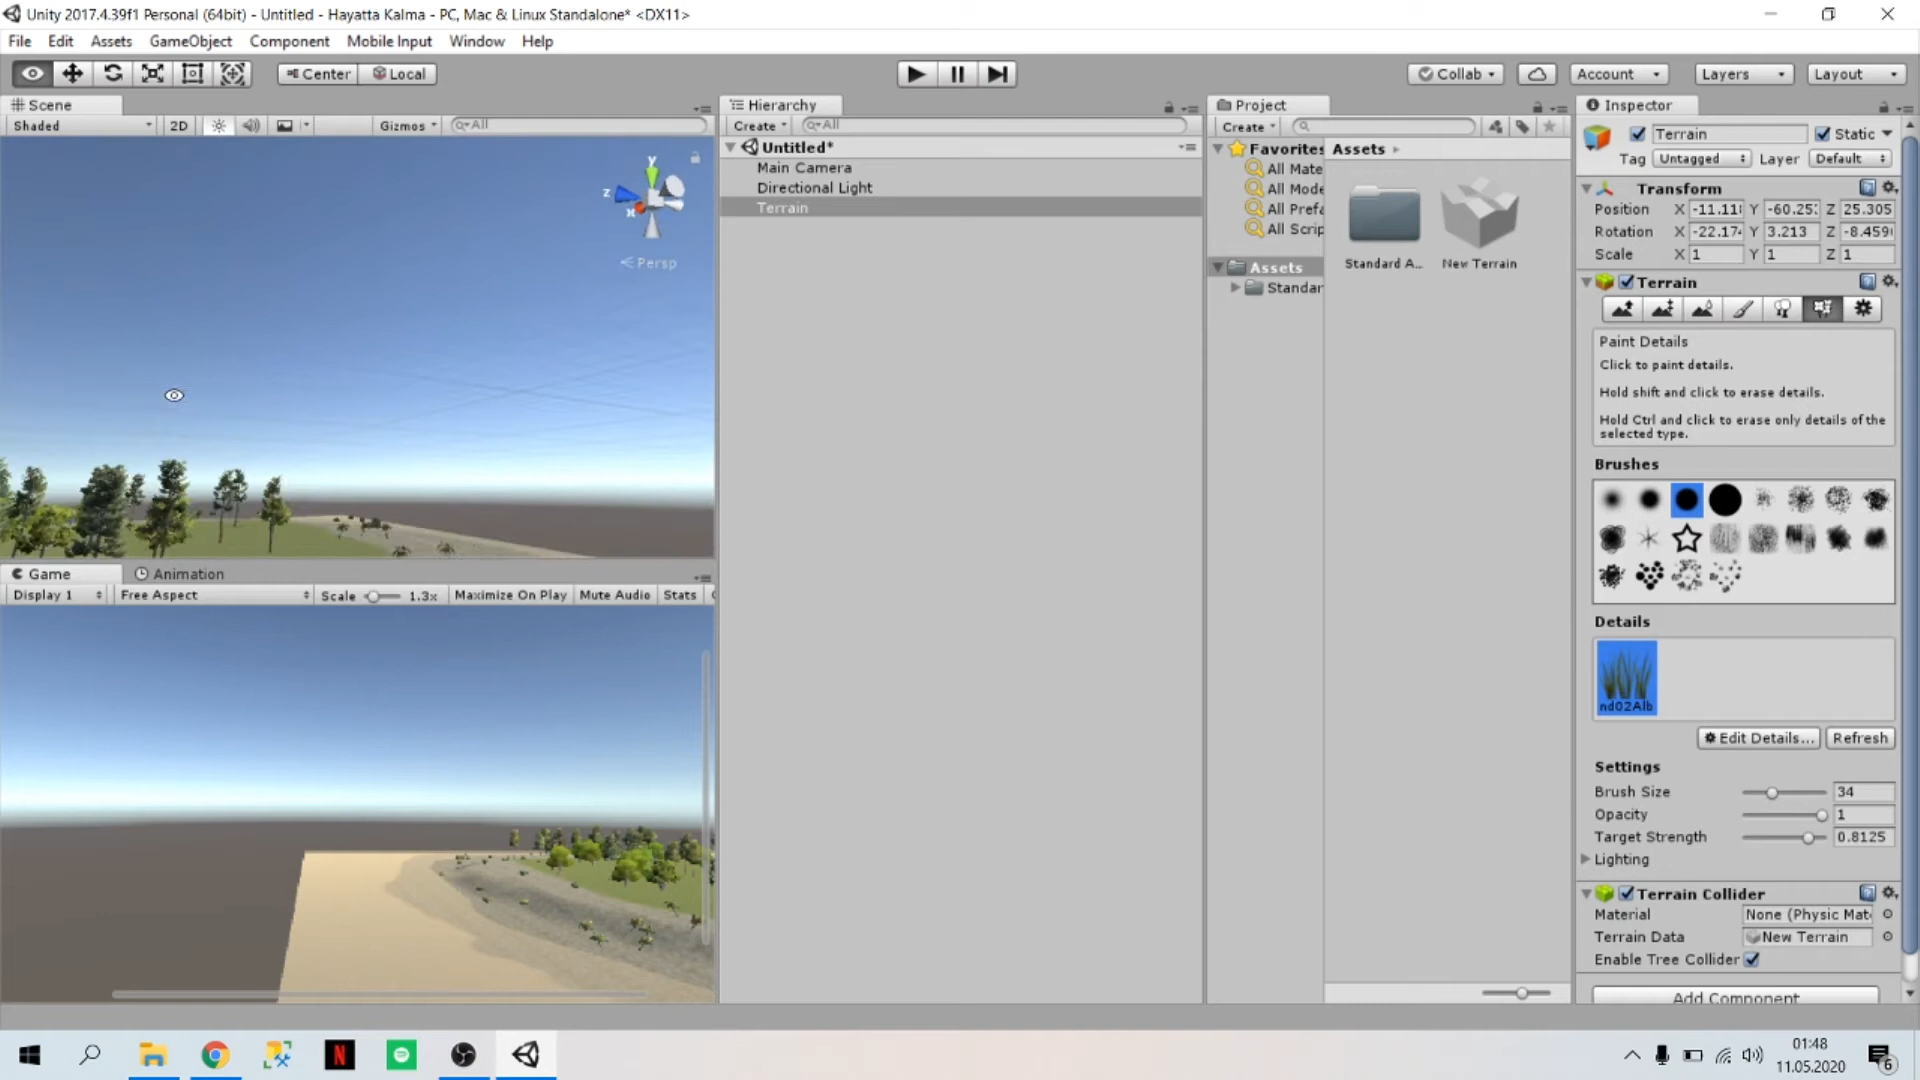 Unity 2017.4.39f1 Personal (64bit) - Untitled - Hayatta Kalma - PC, Mac & Linux Standalone* <DX11>
File Edit Assets GameObject Component Mobile Input Window Help
Center Local Collab Account Layers Layout
Scene
Shaded 2D Gizmos All
y
z
x
Persp
Game Animation
Display 1 Free Aspect Scale 1.3x Maximize On Play Mute Audio Stats
Hierarchy
Create All
Untitled*
Main Camera
Directional Light
Terrain
Project
Create
Favorites
All Mate
All Mode
All Prefa
All Scrip
Assets
Standar
Assets
Standard A...
New Terrain
Inspector
Terrain Static
Tag Untagged Layer Default
Transform
Position X -11.11 Y -60.25 Z 25.305
Rotation X -22.17 Y 3.213 Z -8.459
Scale X 1 Y 1 Z 1
Terrain
Paint Details
Click to paint details.
Hold shift and click to erase details.
Hold Ctrl and click to erase only details of the
selected type.
Brushes
Details
nd02Alb
Edit Details... Refresh
Settings
Brush Size 34
Opacity 1
Target Strength 0.8125
Lighting
Terrain Collider
Material None (Physic Mat
Terrain Data New Terrain
Enable Tree Collider
Add Component
N
01:48
11.05.2020
6